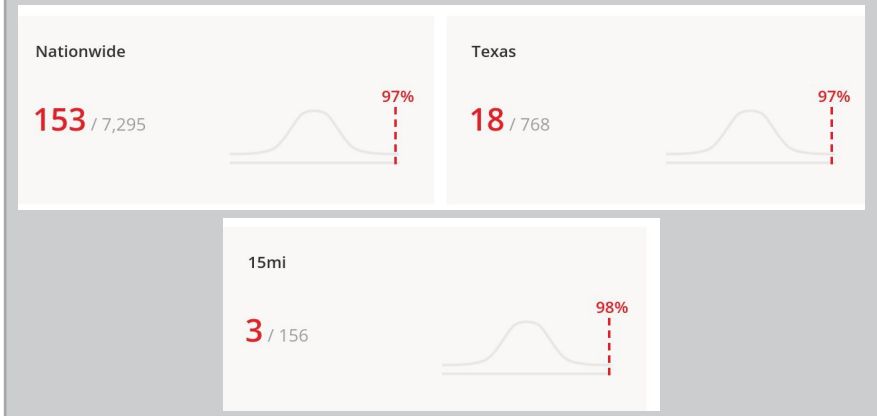 Nationwide
97%
153 / 7,295
Texas
97%
18 / 768
15mi
98%
3 / 156